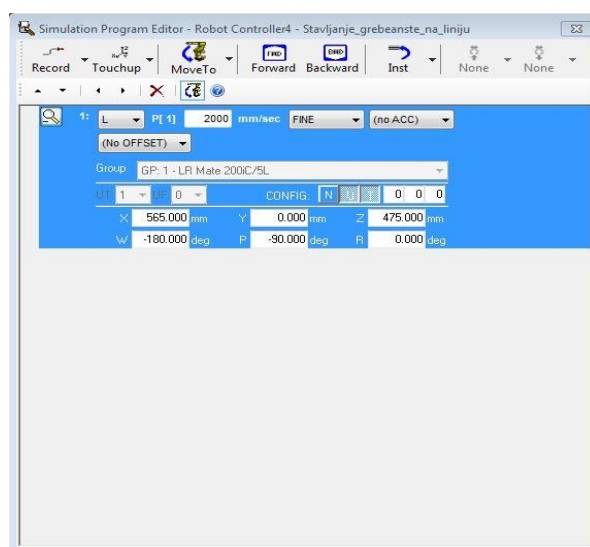 Simulation Program Editor - Robot Controller4 - Stavljanje_grebeanste_na_liniju
FWD BWD
Record Touchup MoveTo Forward Backward Inst None None
1: L P[ 1] 2000 mm/sec FINE (no ACC)
(No OFFSET)
Group GP: 1 - LR Mate 200iC/5L
UT: 1 UF: 0 CONFIG: N U T 0 0 0
X 565.000 mm Y 0.000 mm Z 475.000 mm
W -180.000 deg P -90.000 deg R 0.000 deg